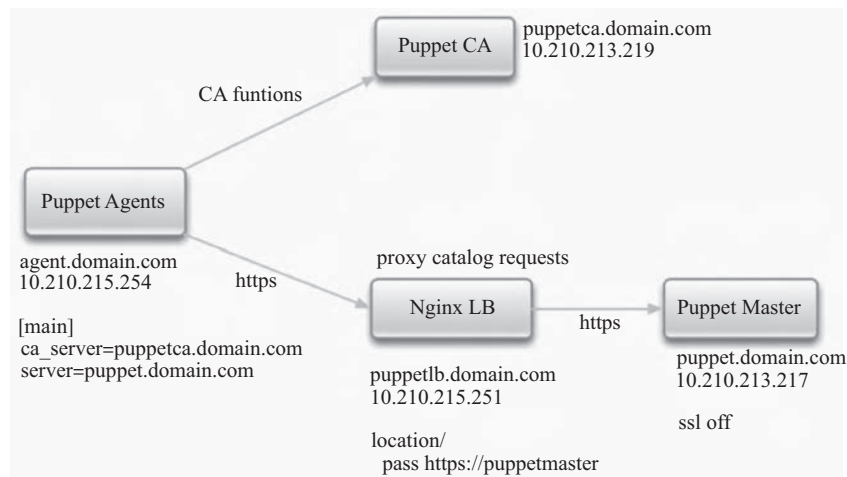 Puppet CA
puppetca.domain.com
10.210.213.219
CA funtions
Puppet Agents
agent.domain.com
10.210.215.254
[main]
ca_server=puppetca.domain.com
server=puppet.domain.com
https
proxy catalog requests
Nginx LB
puppetlb.domain.com
10.210.215.251
location/
pass https://puppetmaster
https
Puppet Master
puppet.domain.com
10.210.213.217
ssl off